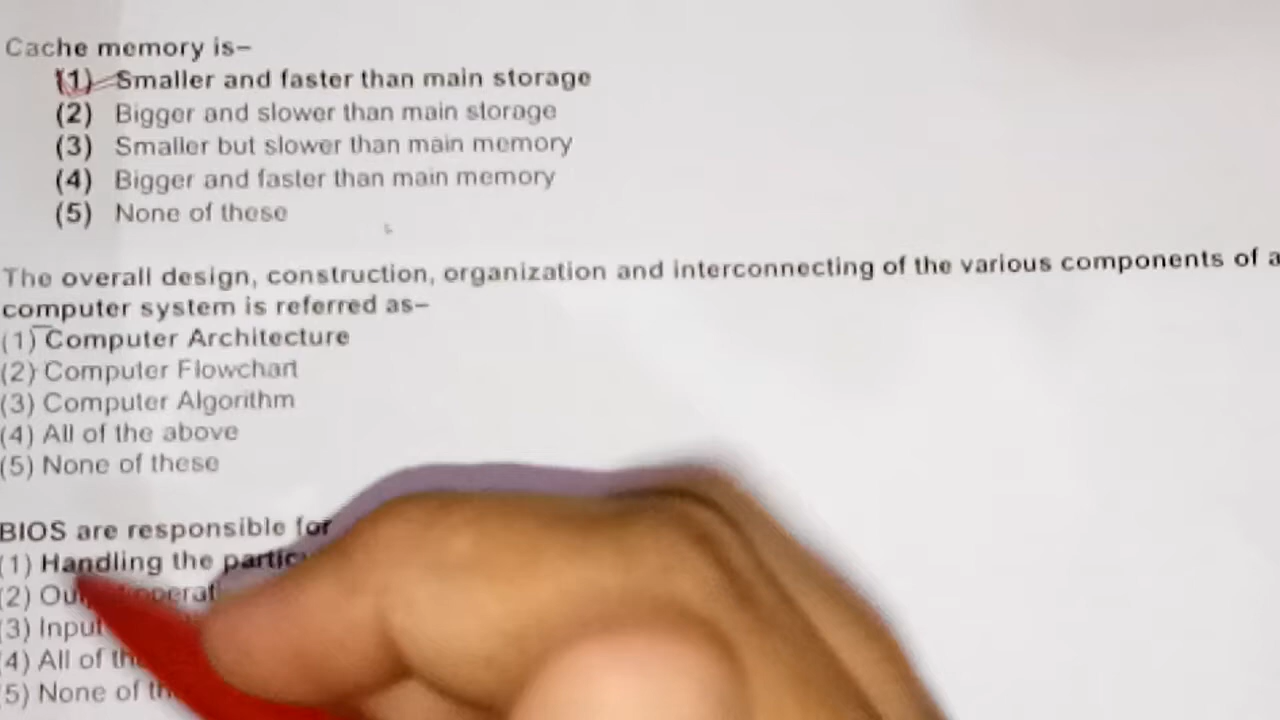 Cache memory is–
(1) Smaller and faster than main storage
(2) Bigger and slower than main storage
(3) Smaller but slower than main memory
(4) Bigger and faster than main memory
(5) None of these
The overall design, construction, organization and interconnecting of the various components of a
computer system is referred as–
(1) Computer Architecture
(2) Computer Flowchart
(3) Computer Algorithm
(4) All of the above
(5) None of these
BIOS are responsible for
(1) Handling the
(2)
(3) Input
(4) All of
(5) None of